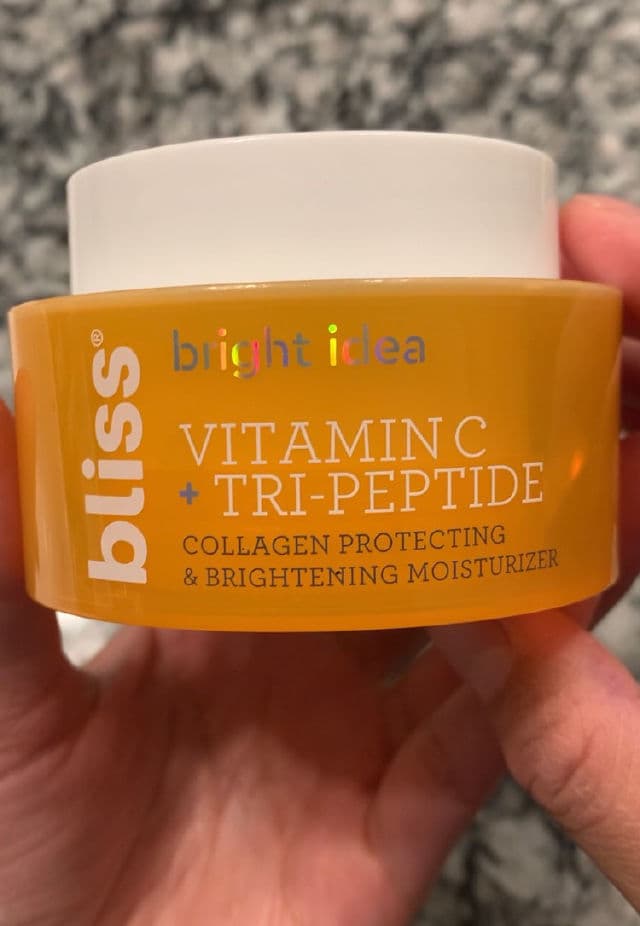 bliss®
bright idea
VITAMIN C
+ TRI-PEPTIDE
COLLAGEN PROTECTING
& BRIGHTENING MOISTURIZER